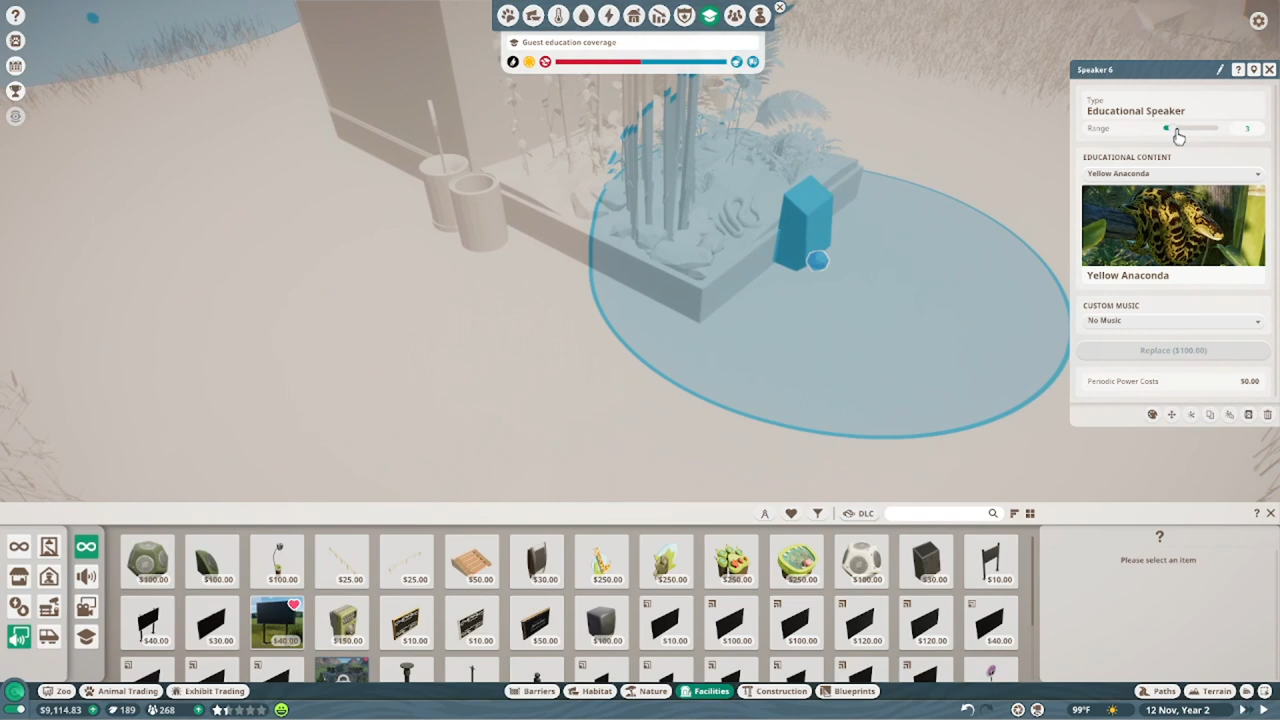 ?
Guest education coverage
Speaker 6
?
Type
Educational Speaker
Range
3
EDUCATIONAL CONTENT
Yellow Anaconda
Yellow Anaconda
CUSTOM MUSIC
No Music
Replace ($100.00)
Periodic Power Costs $0.00
DLC
?
?
Please select an item
$100.00 $100.00 $100.00 $25.00 $25.00 $50.00 $30.00 $250.00 $250.00 $250.00 $250.00 $100.00 $30.00 $10.00
$40.00 $30.00 $40.00 $150.00 $10.00 $10.00 $50.00 $100.00 $10.00 $100.00 $100.00 $120.00 $120.00 $40.00
Zoo Animal Trading Exhibit Trading Barriers Habitat Nature Facilities Construction Blueprints Paths Terrain
$9,114.83 189 268 99°F 12 Nov, Year 2